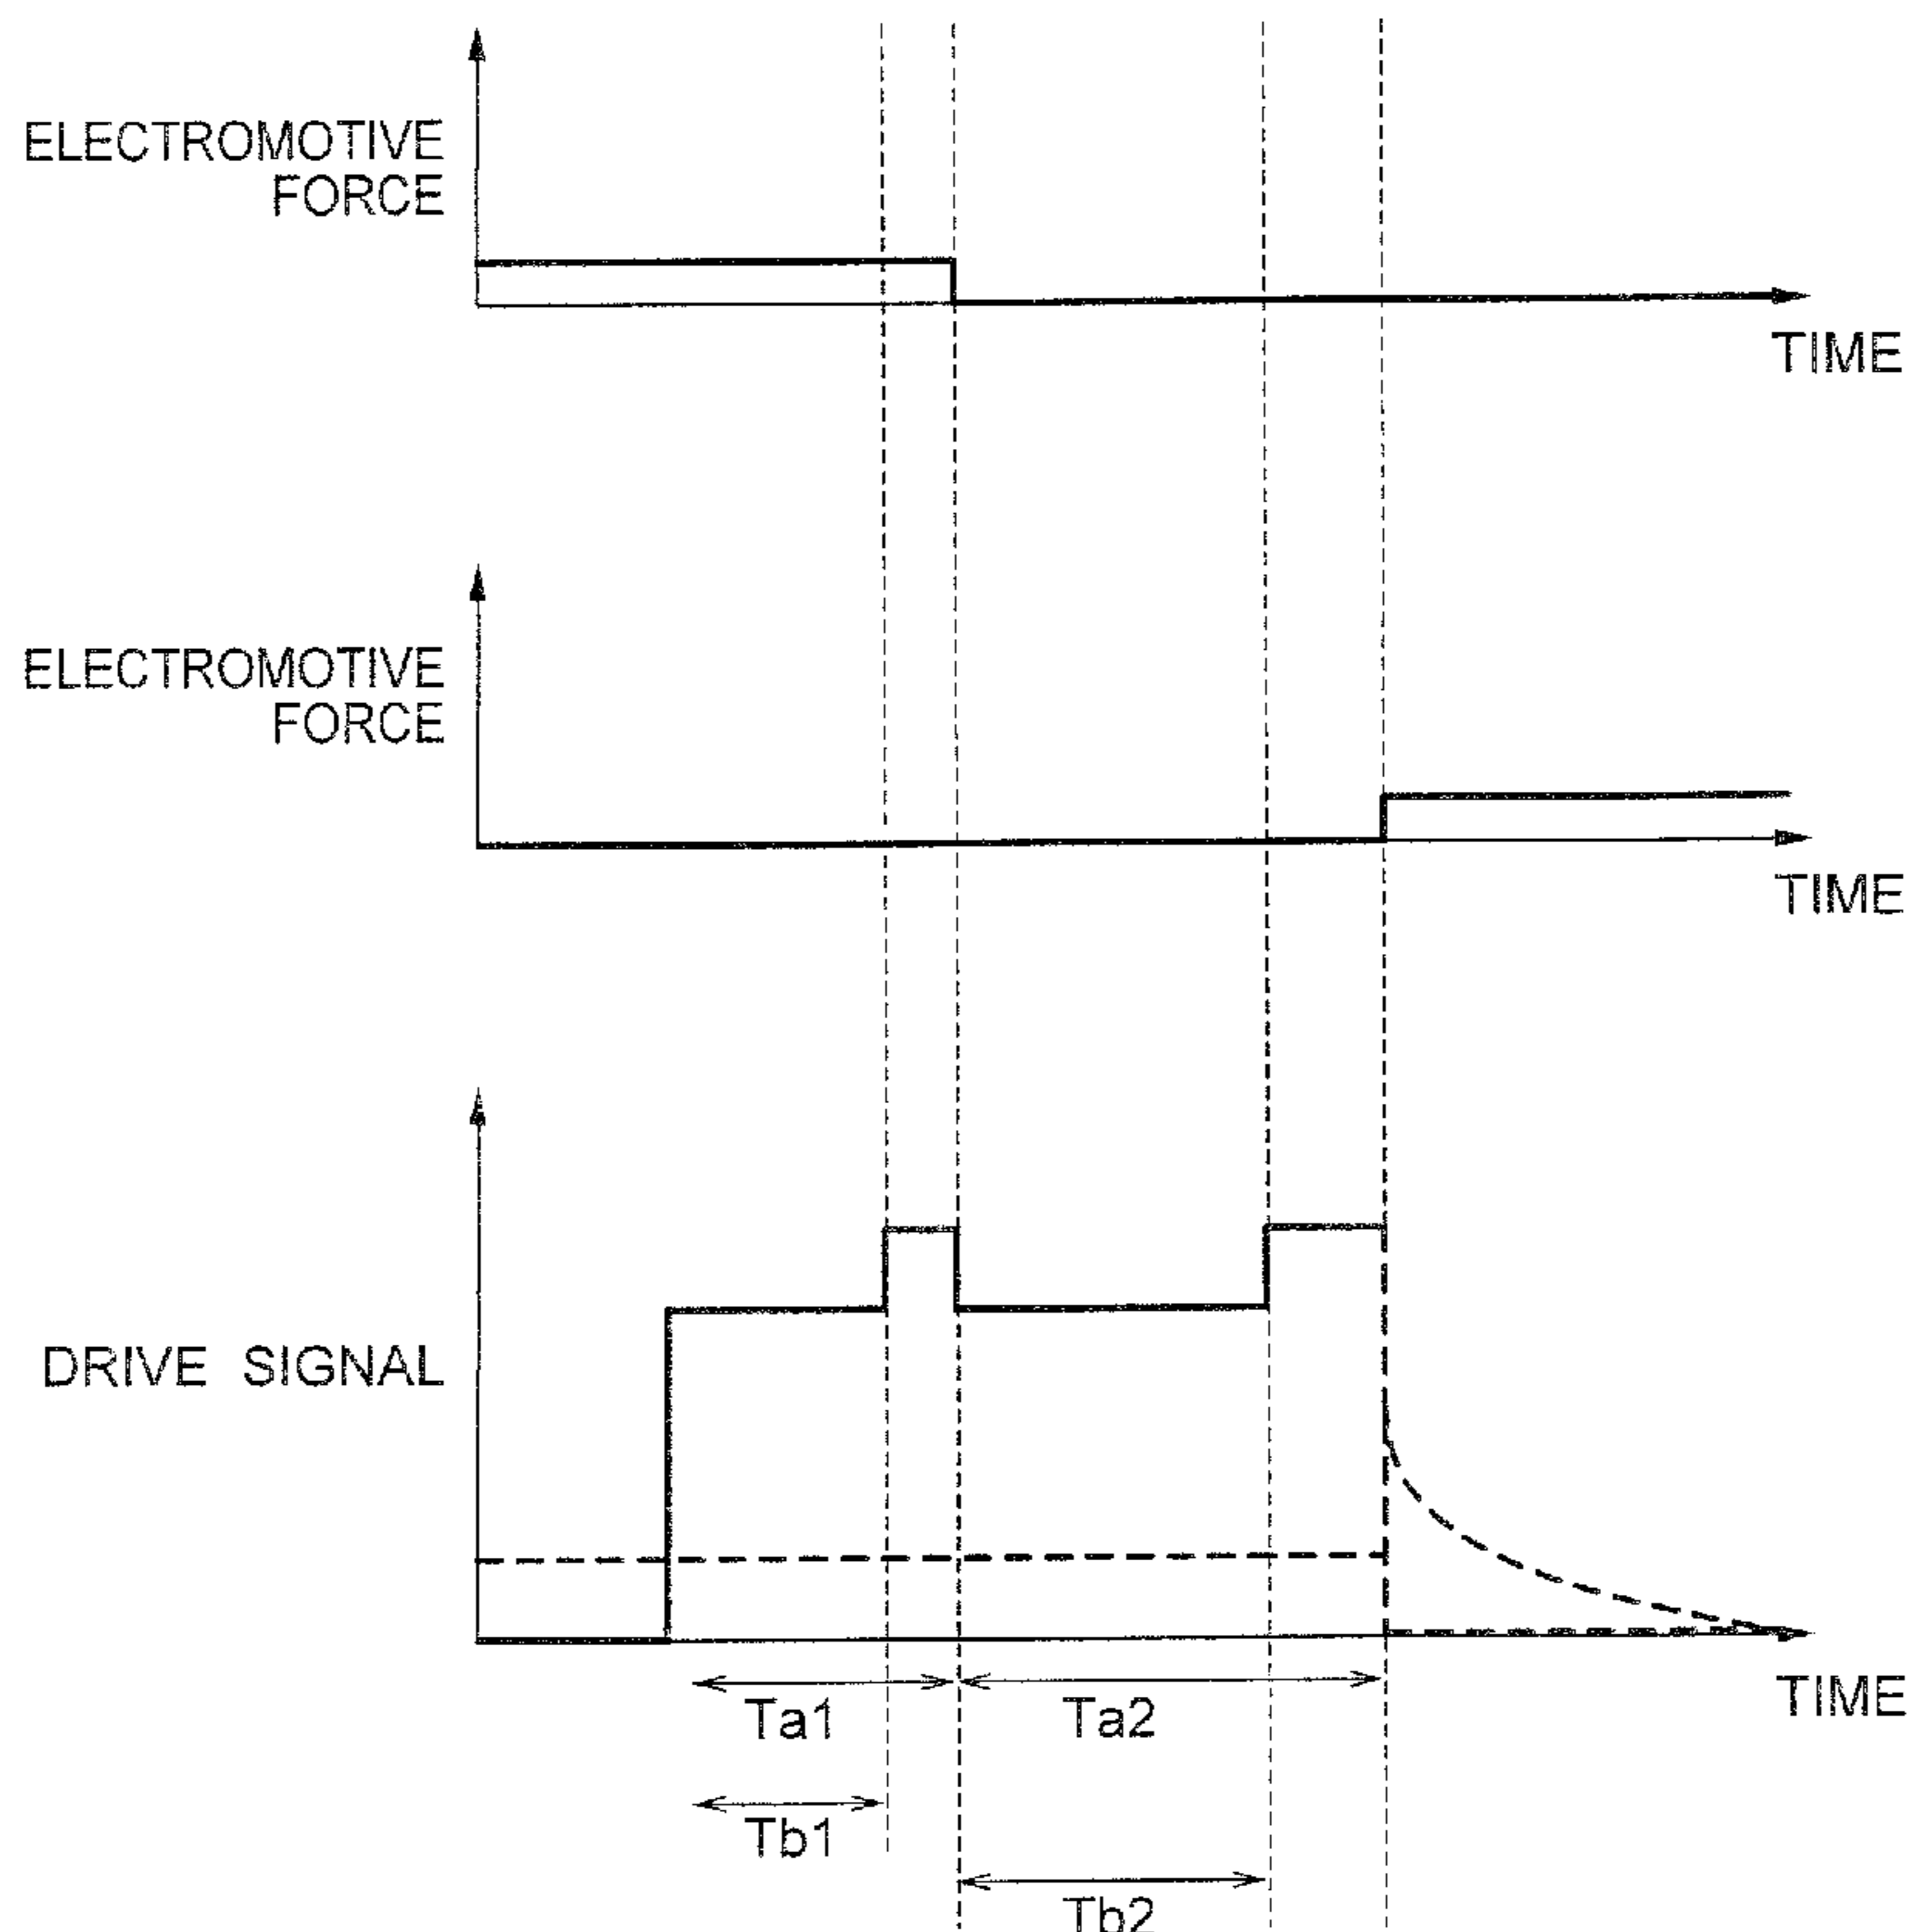 ELECTROMOTIVE
FORCE
TIME
ELECTROMOTIVE
FORCE
TIME
DRIVE SIGNAL
TIME
Ta1
Ta2
Tb1
Tb2